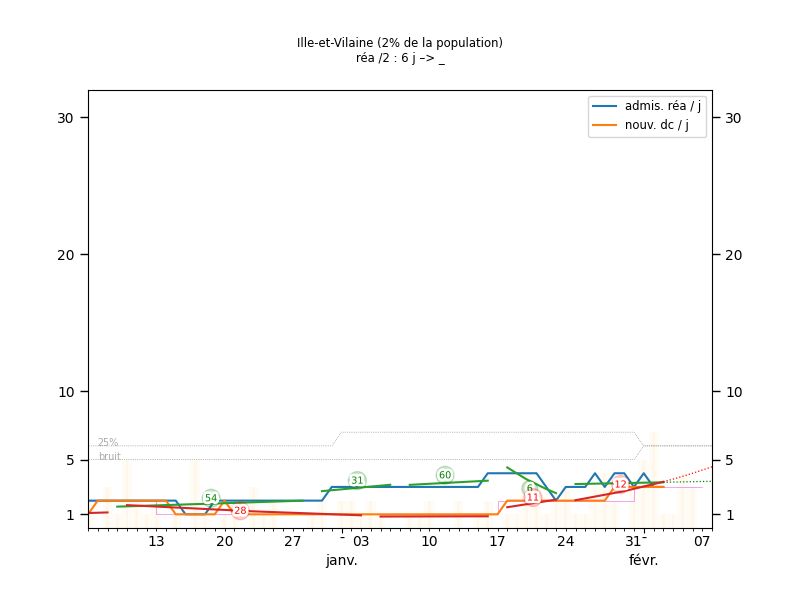 Ille-et-Vilaine (2% de la population)
réa /2 : 6 j –> _
admis. réa / j
nouv. dc / j
30 30
20 20
10 10
25%
bruit
5 5
60
31
54
6
12
11
28
1 1
13 20 27 - 03 10 17 24 31 - 07
janv. févr.